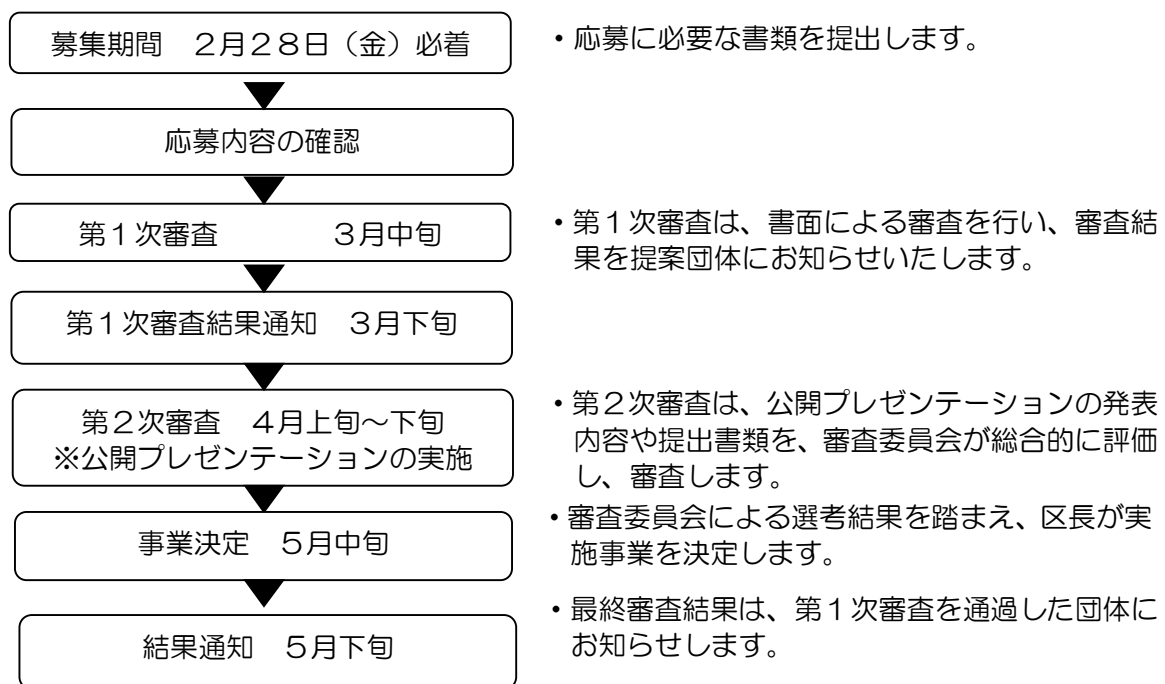 募集期間　２月２８日（金）必着
・応募に必要な書類を提出します。
応募内容の確認
第１次審査　　　　３月中旬
・第１次審査は、書面による審査を行い、審査結
果を提案団体にお知らせいたします。
第１次審査結果通知　３月下旬
第２次審査　４月上旬～下旬
※公開プレゼンテーションの実施
・第２次審査は、公開プレゼンテーションの発表
内容や提出書類を、審査委員会が総合的に評価
し、審査します。
事業決定　５月中旬
・審査委員会による選考結果を踏まえ、区長が実
施事業を決定します。
結果通知　５月下旬
・最終審査結果は、第１次審査を通過した団体に
お知らせします。